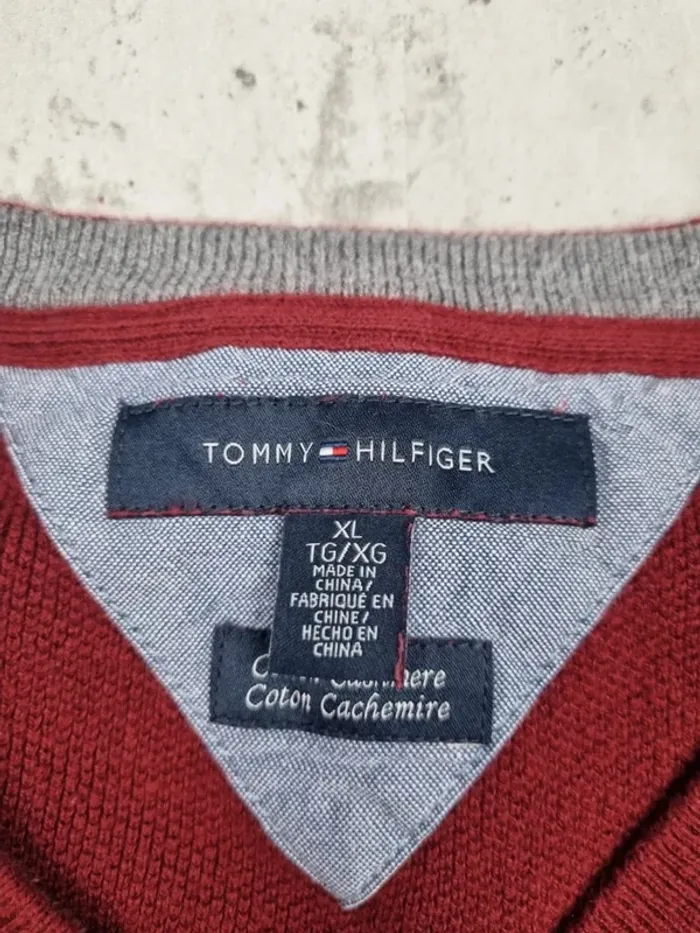 TOMMY HILFIGER
XL
TG/XG
MADE IN
CHINA/
FABRIQUÉ EN
CHINE/
HECHO EN
CHINA
Coton Cachemire